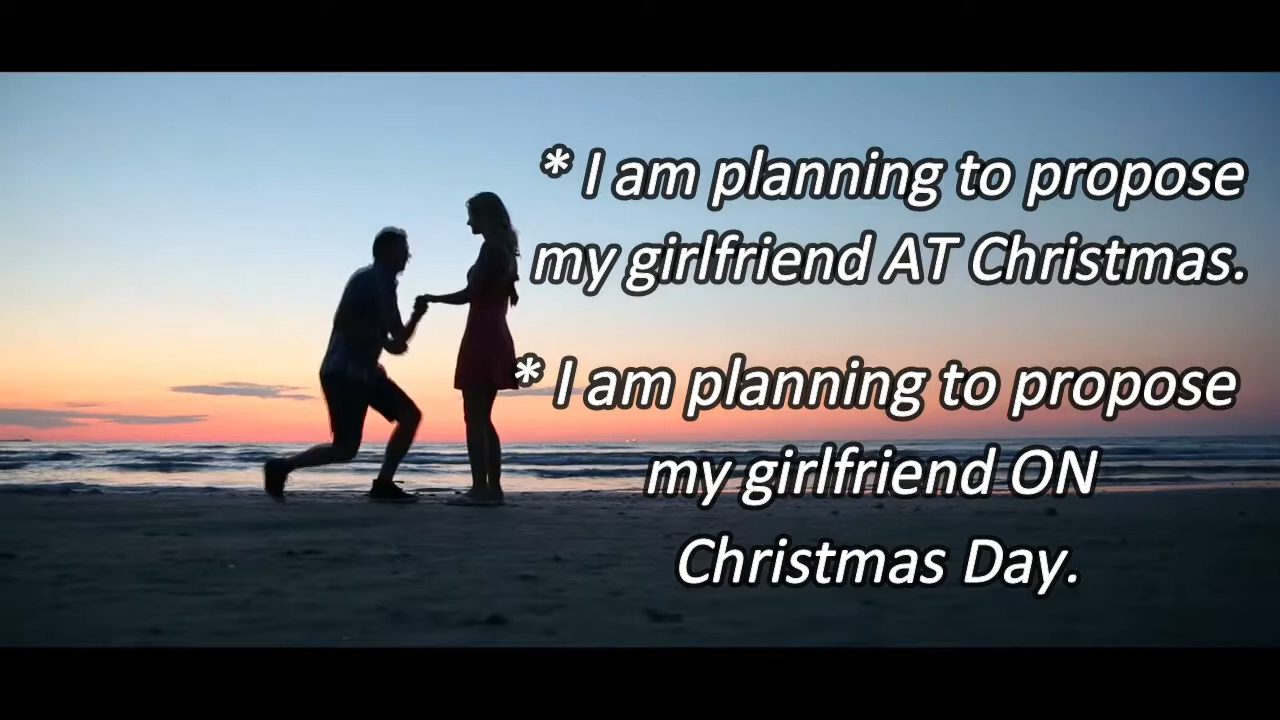 * I am planning to propose
my girlfriend AT Christmas.
* I am planning to propose
my girlfriend ON
Christmas Day.